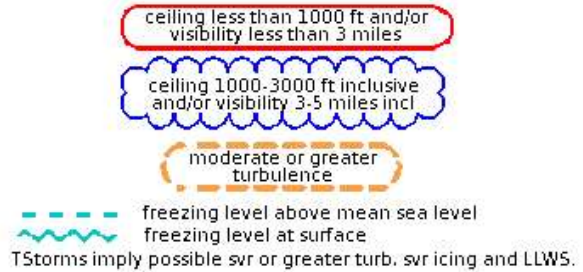 ceiling less than 1000 ft and/or
visibility less than 3 miles
ceiling 1000-3000 ft inclusive
and/or visibility 3-5 miles incl
moderate or greater
turbulence
freezing level above mean sea level
freezing level at surface
TStorms imply possible svr or greater turb, svr icing and LLWS.